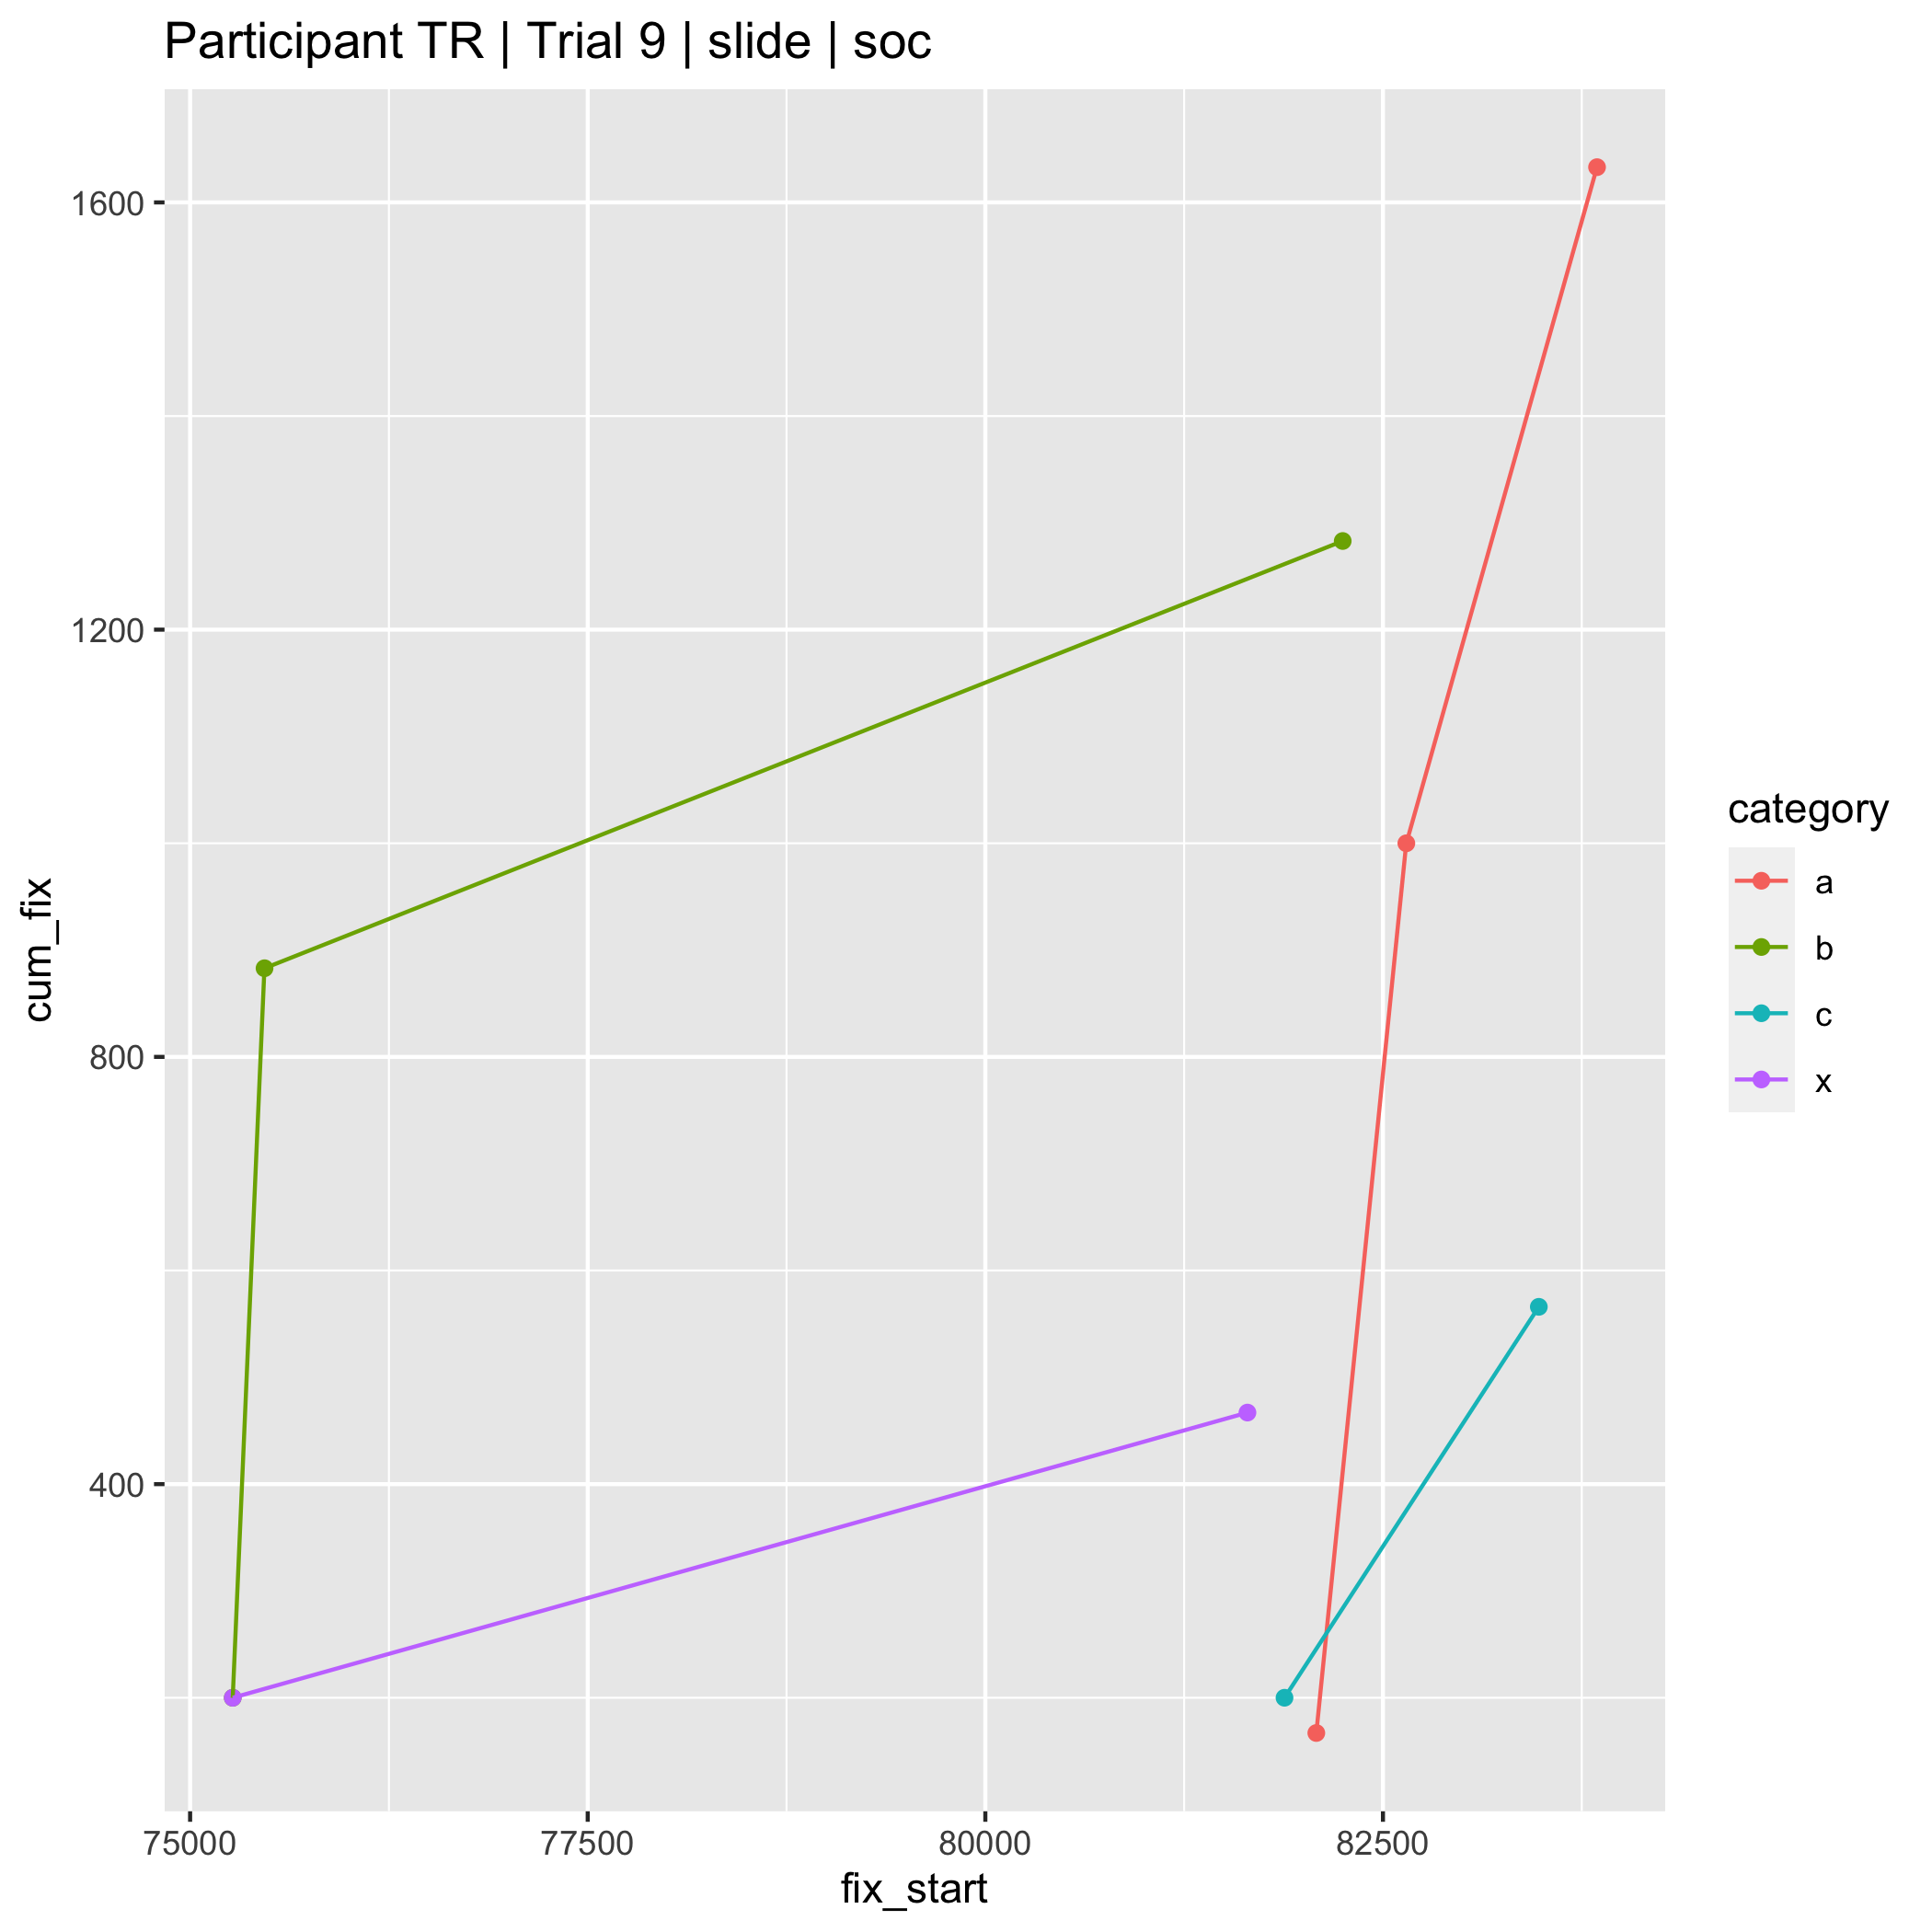 Participant TR | Trial 9 | slide | soc
1600
1200
800
400
cum_fix
75000
77500
80000
82500
fix_start
category
a
b
c
x